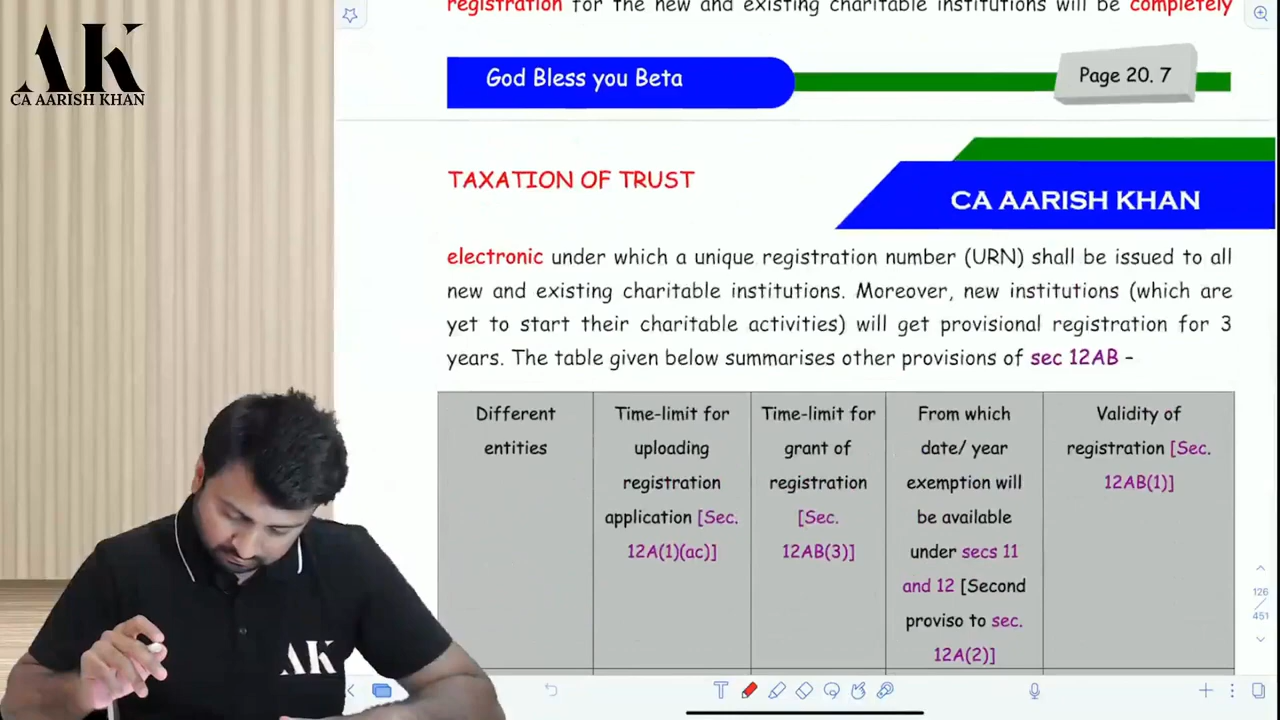 AK
CA AARISH KHAN
registration for the new and existing charitable institutions will be completely
God Bless you Beta
Page 20. 7
TAXATION OF TRUST
CA AARISH KHAN
electronic under which a unique registration number (URN) shall be issued to all
new and existing charitable institutions. Moreover, new institutions (which are
yet to start their charitable activities) will get provisional registration for 3
years. The table given below summarises other provisions of sec 12AB –
Different
entities
Time-limit for
uploading
registration
application [Sec.
12A(1)(ac)]
Time-limit for
grant of
registration
[Sec.
12AB(3)]
From which
date/ year
exemption will
be available
under secs 11
and 12 [Second
proviso to sec.
12A(2)]
Validity of
registration [Sec.
12AB(1)]
AK
126
451
T